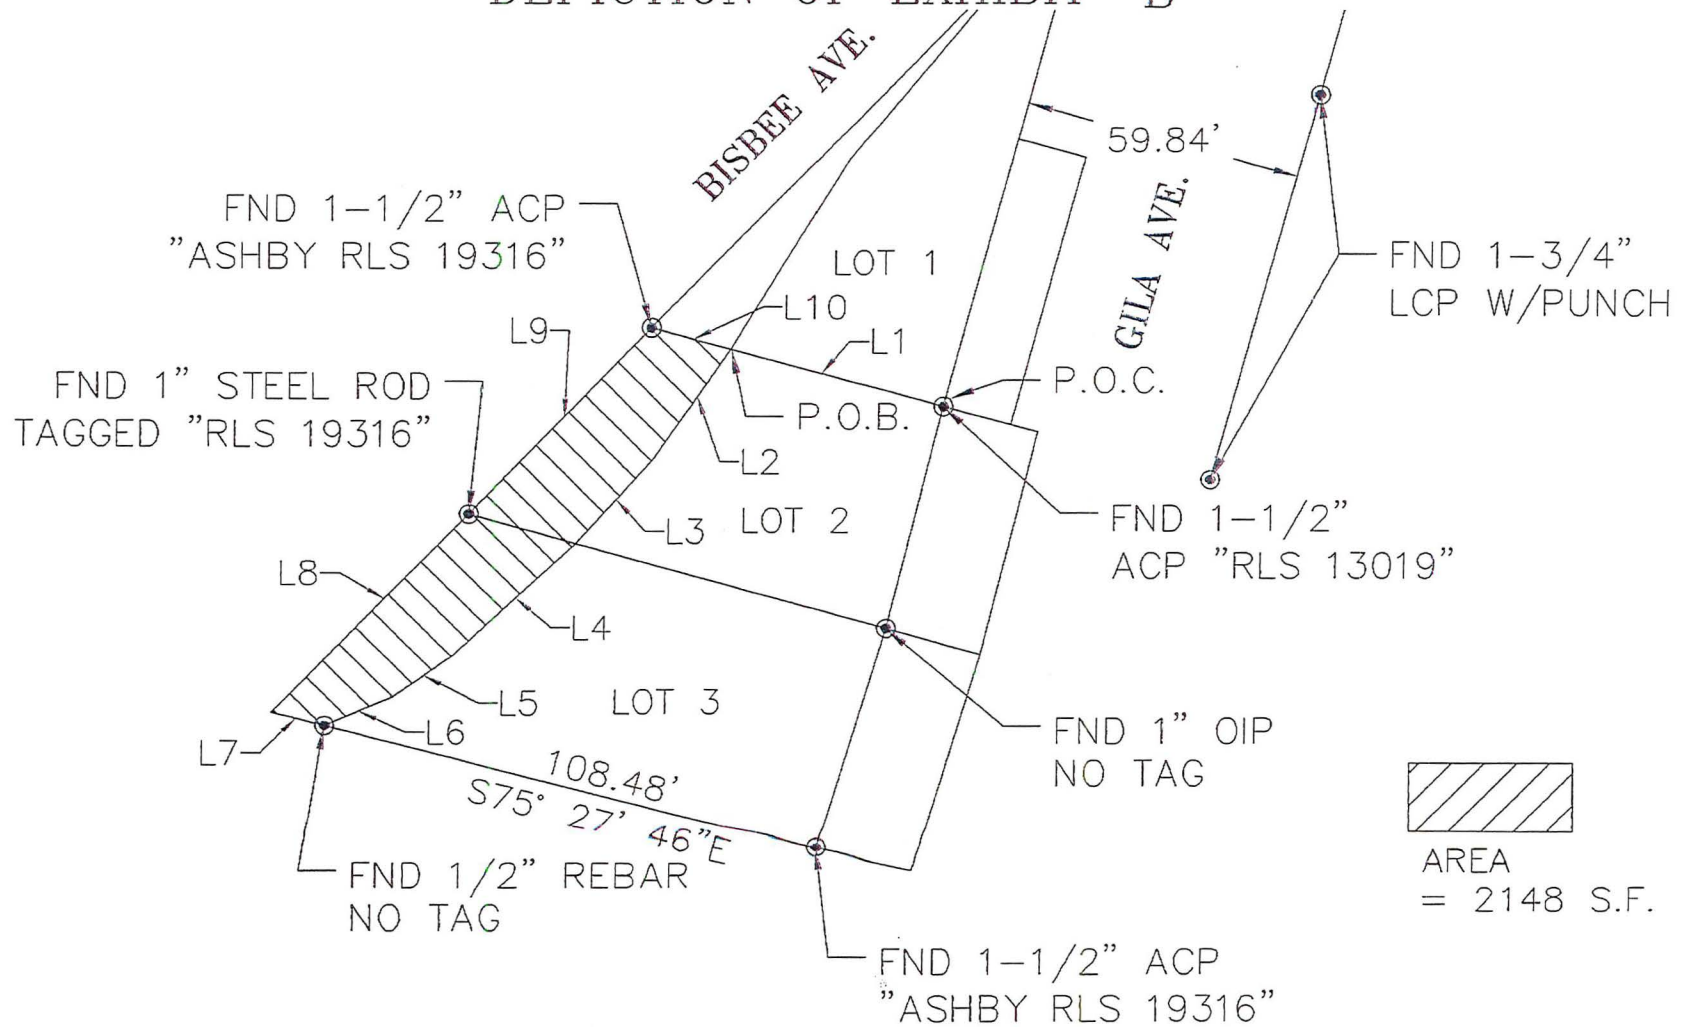 DEPICTION OF EXHIBIT "B"
BISBEE AVE.
59.84'
GILA AVE.
FND 1-1/2" ACP
"ASHBY RLS 19316"
LOT 1
FND 1-3/4"
LCP W/PUNCH
L10
L9
L1
FND 1" STEEL ROD
TAGGED "RLS 19316"
P.O.C.
P.O.B.
L2
L3
LOT 2
FND 1-1/2"
ACP "RLS 13019"
L8
L4
L5
LOT 3
L6
L7
FND 1" OIP
NO TAG
108.48'
S75° 27' 46"E
FND 1/2" REBAR
NO TAG
AREA
= 2148 S.F.
FND 1-1/2" ACP
"ASHBY RLS 19316"